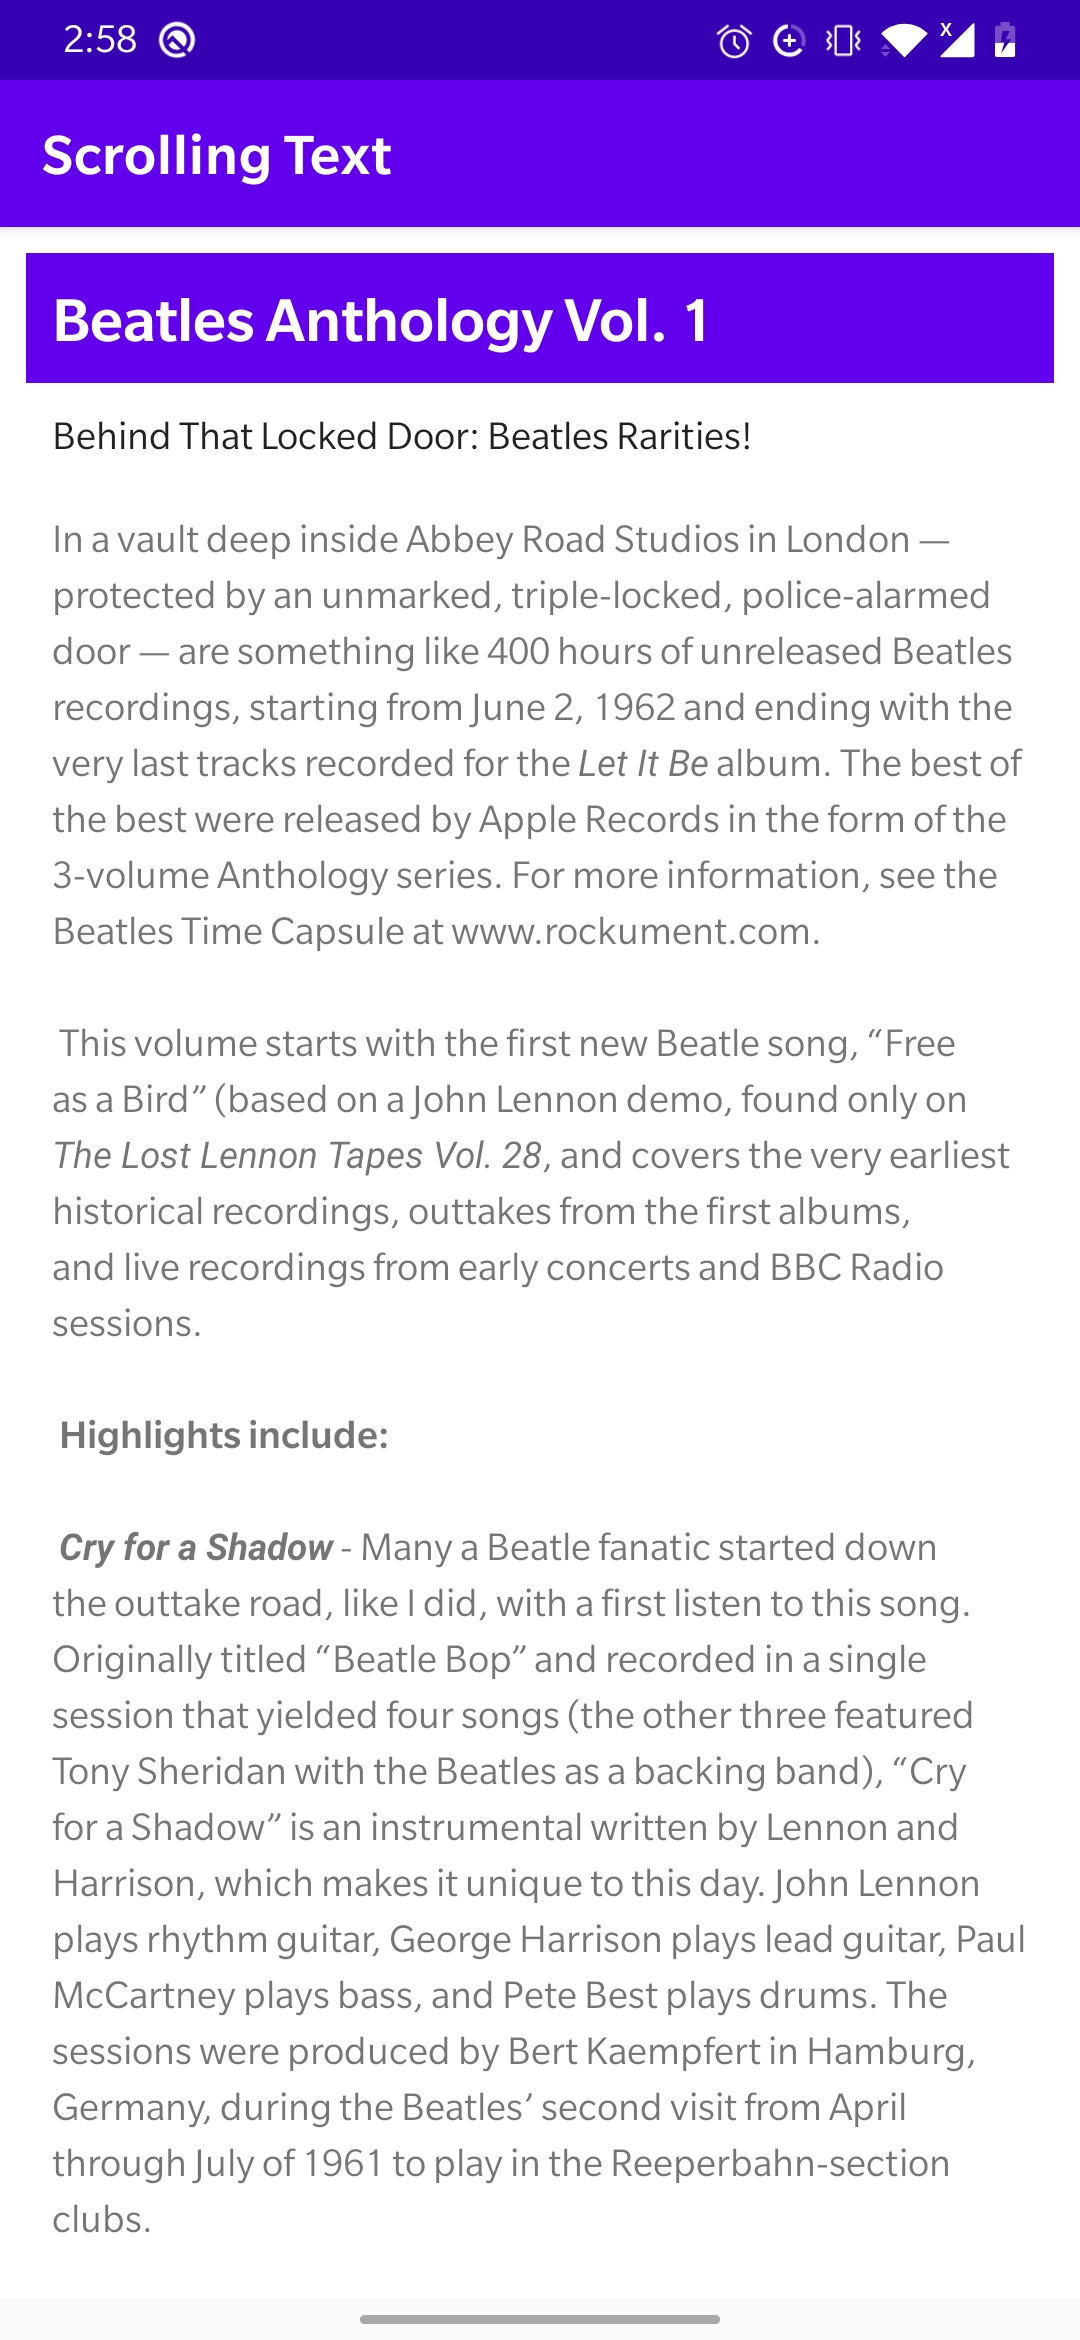 2:58
Scrolling Text
Beatles Anthology Vol. 1
Behind That Locked Door: Beatles Rarities!
In a vault deep inside Abbey Road Studios in London —
protected by an unmarked, triple-locked, police-alarmed
door — are something like 400 hours of unreleased Beatles
recordings, starting from June 2, 1962 and ending with the
very last tracks recorded for the Let It Be album. The best of
the best were released by Apple Records in the form of the
3-volume Anthology series. For more information, see the
Beatles Time Capsule at www.rockument.com.
This volume starts with the first new Beatle song, “Free
as a Bird” (based on a John Lennon demo, found only on
The Lost Lennon Tapes Vol. 28, and covers the very earliest
historical recordings, outtakes from the first albums,
and live recordings from early concerts and BBC Radio
sessions.
Highlights include:
Cry for a Shadow - Many a Beatle fanatic started down
the outtake road, like I did, with a first listen to this song.
Originally titled “Beatle Bop” and recorded in a single
session that yielded four songs (the other three featured
Tony Sheridan with the Beatles as a backing band), “Cry
for a Shadow” is an instrumental written by Lennon and
Harrison, which makes it unique to this day. John Lennon
plays rhythm guitar, George Harrison plays lead guitar, Paul
McCartney plays bass, and Pete Best plays drums. The
sessions were produced by Bert Kaempfert in Hamburg,
Germany, during the Beatles’ second visit from April
through July of 1961 to play in the Reeperbahn-section
clubs.